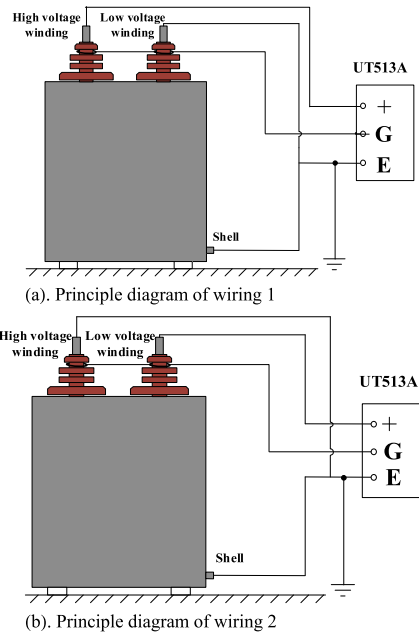 High voltage Low voltage
winding winding
UT513A
+
G
E
Shell
(a). Principle diagram of wiring 1
High voltage Low voltage
winding winding
UT513A
+
G
E
Shell
(b). Principle diagram of wiring 2